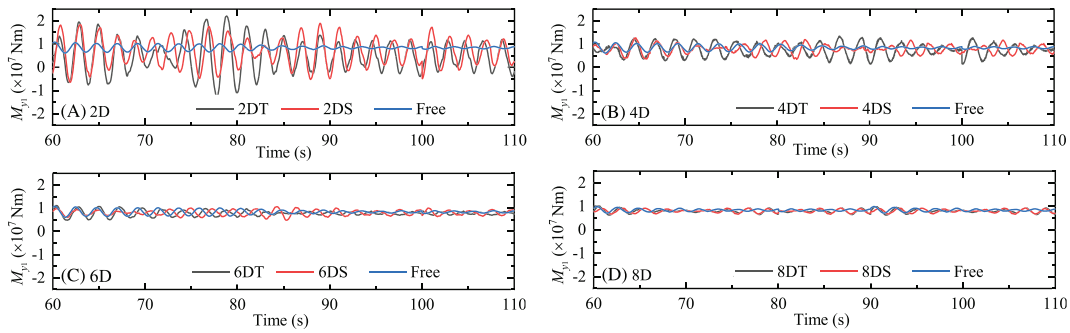 2
1
0
-1
-2
M_y1 (×10^7 Nm)
(A) 2D
2DT 2DS Free
60 70 80 90 100 110
Time (s)
2
1
0
-1
-2
M_y1 (×10^7 Nm)
(B) 4D
4DT 4DS Free
60 70 80 90 100 110
Time (s)
2
1
0
-1
-2
M_y1 (×10^7 Nm)
(C) 6D
6DT 6DS Free
60 70 80 90 100 110
Time (s)
2
1
0
-1
-2
M_y1 (×10^7 Nm)
(D) 8D
8DT 8DS Free
60 70 80 90 100 110
Time (s)